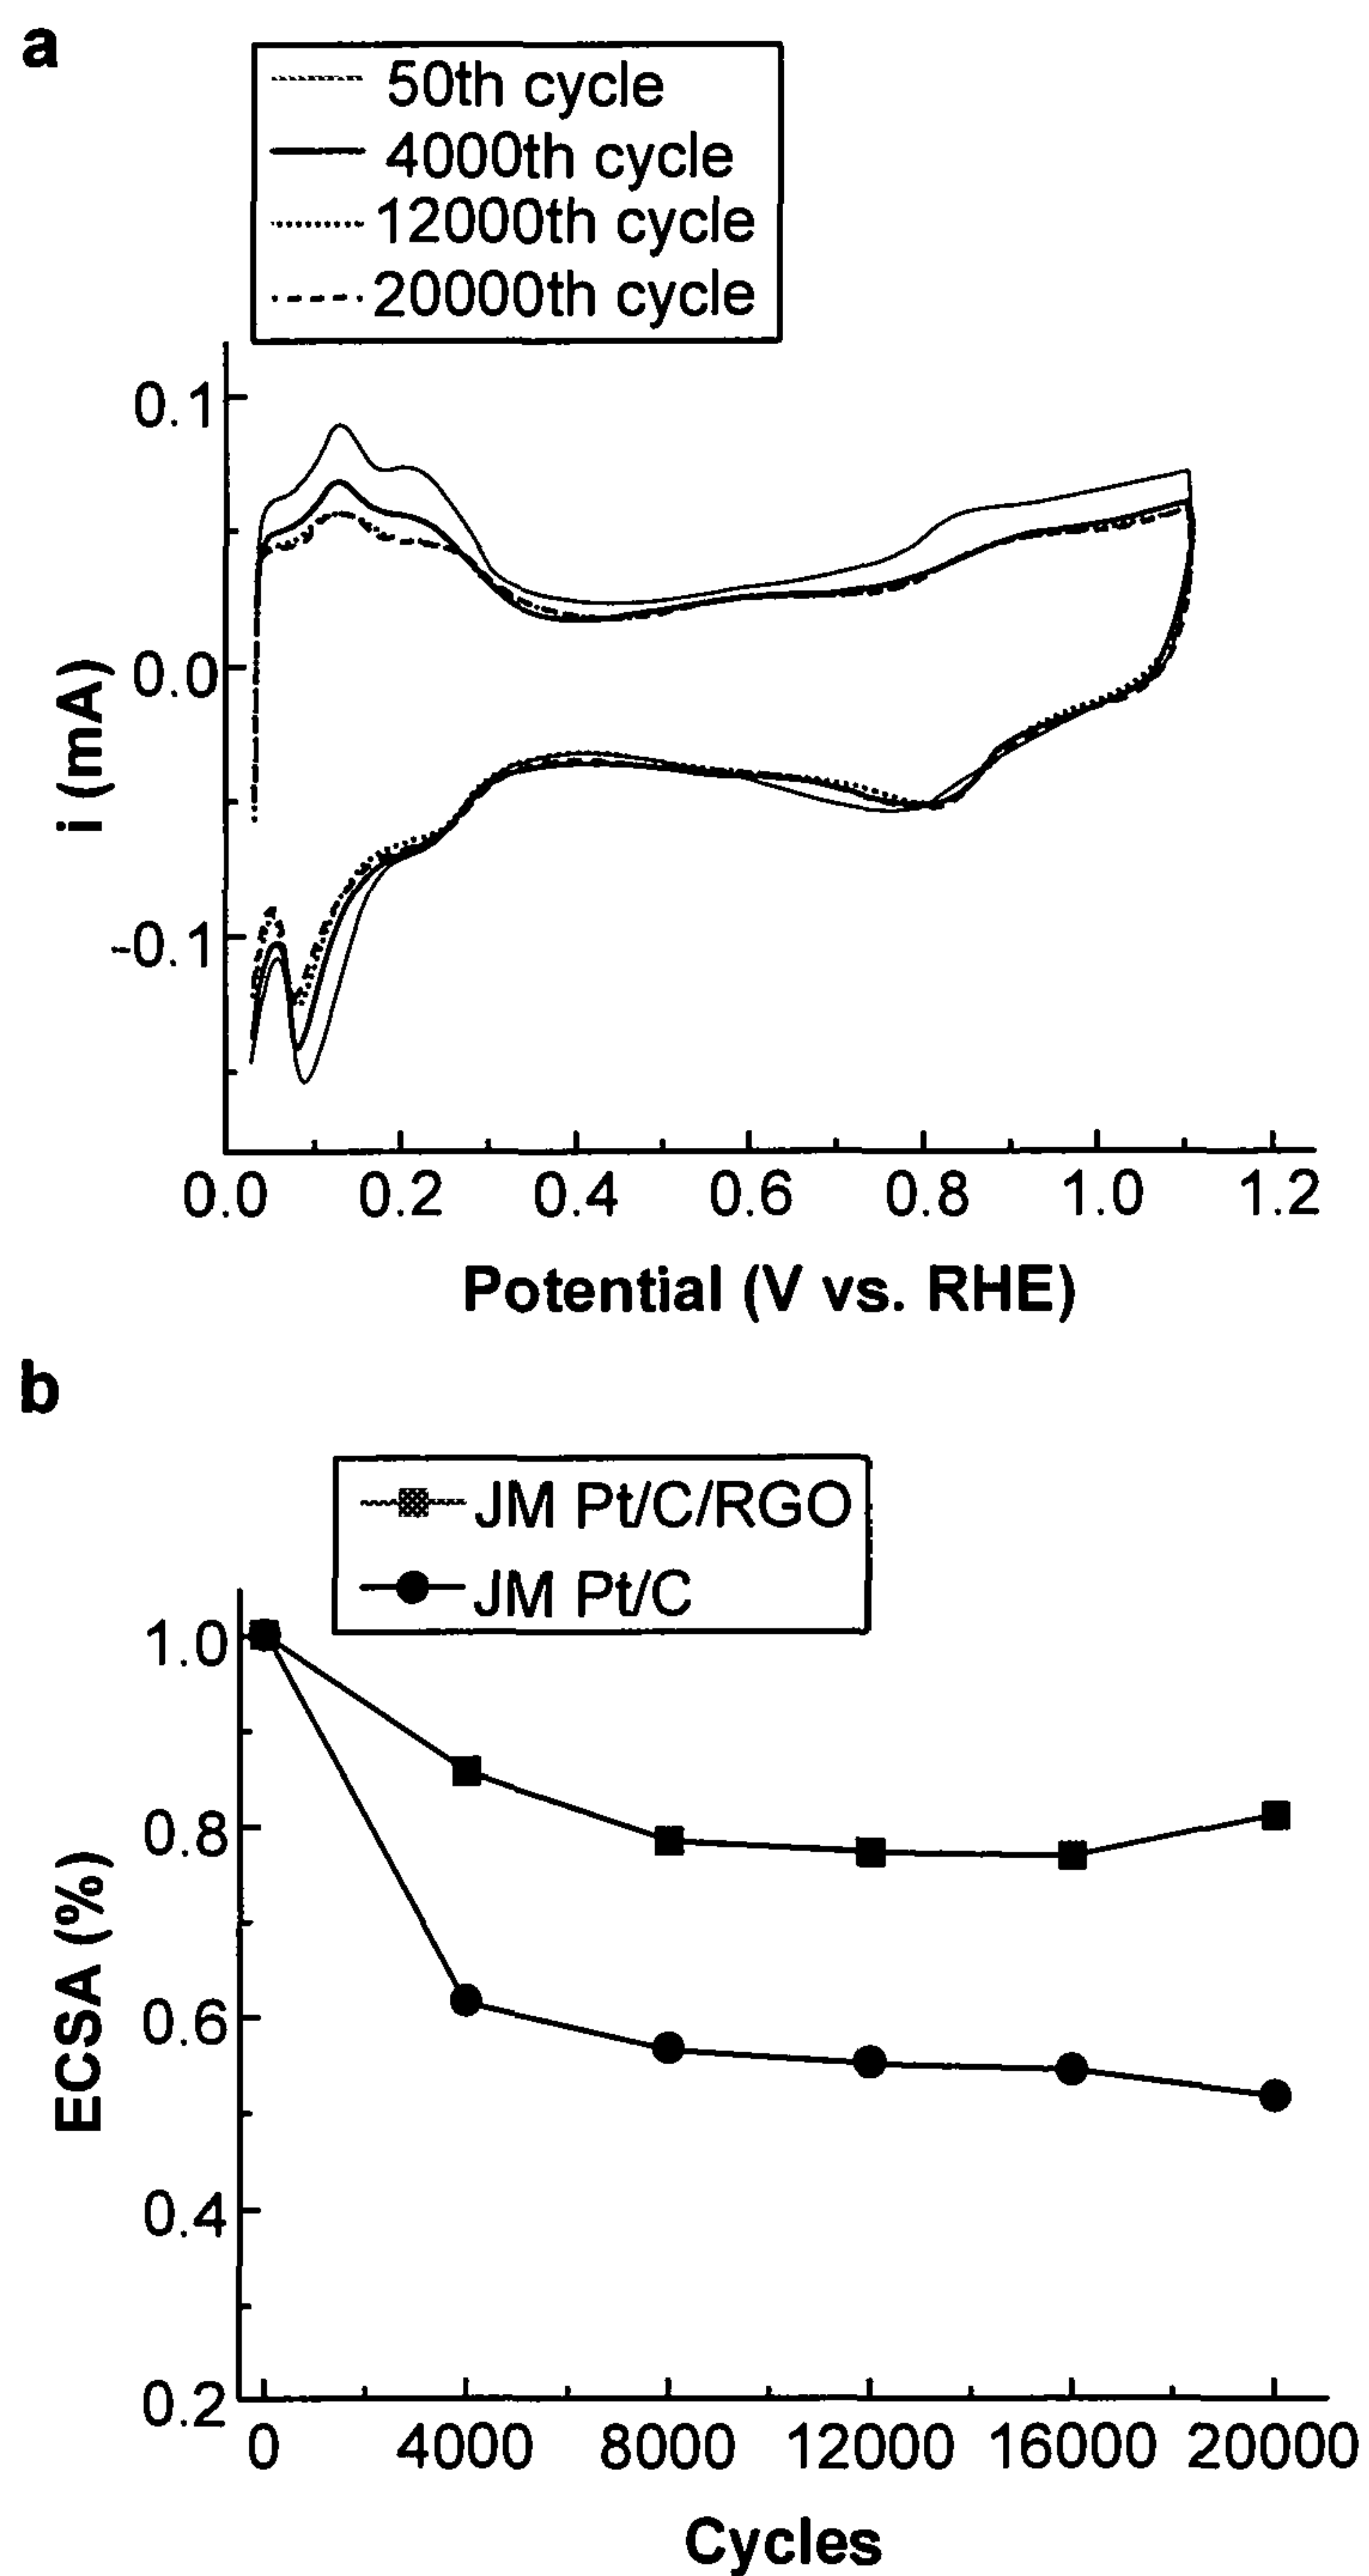 a
50th cycle
4000th cycle
12000th cycle
20000th cycle
0.1
0.0
-0.1
i (mA)
0.0 0.2 0.4 0.6 0.8 1.0 1.2
Potential (V vs. RHE)
b
JM Pt/C/RGO
JM Pt/C
1.0
0.8
0.6
0.4
0.2
ECSA (%)
0 4000 8000 12000 16000 20000
Cycles